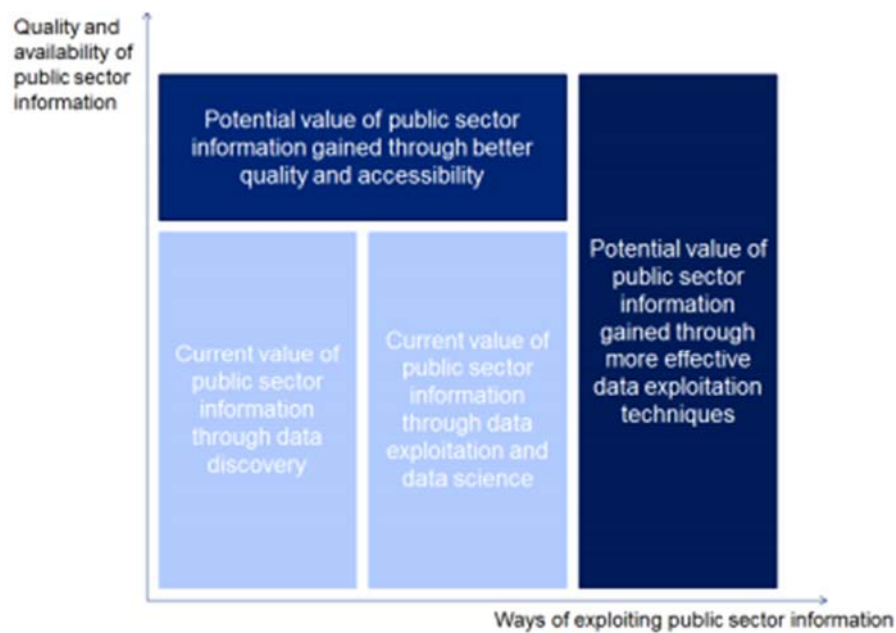 Quality and
availability of
public sector
information
Potential value of public sector
information gained through better
quality and accessibility
Current value of
public sector
information
through data
discovery
Current value of
public sector
information
through data
exploitation and
data science
Potential value of
public sector
information
gained through
more effective
data exploitation
techniques
Ways of exploiting public sector information